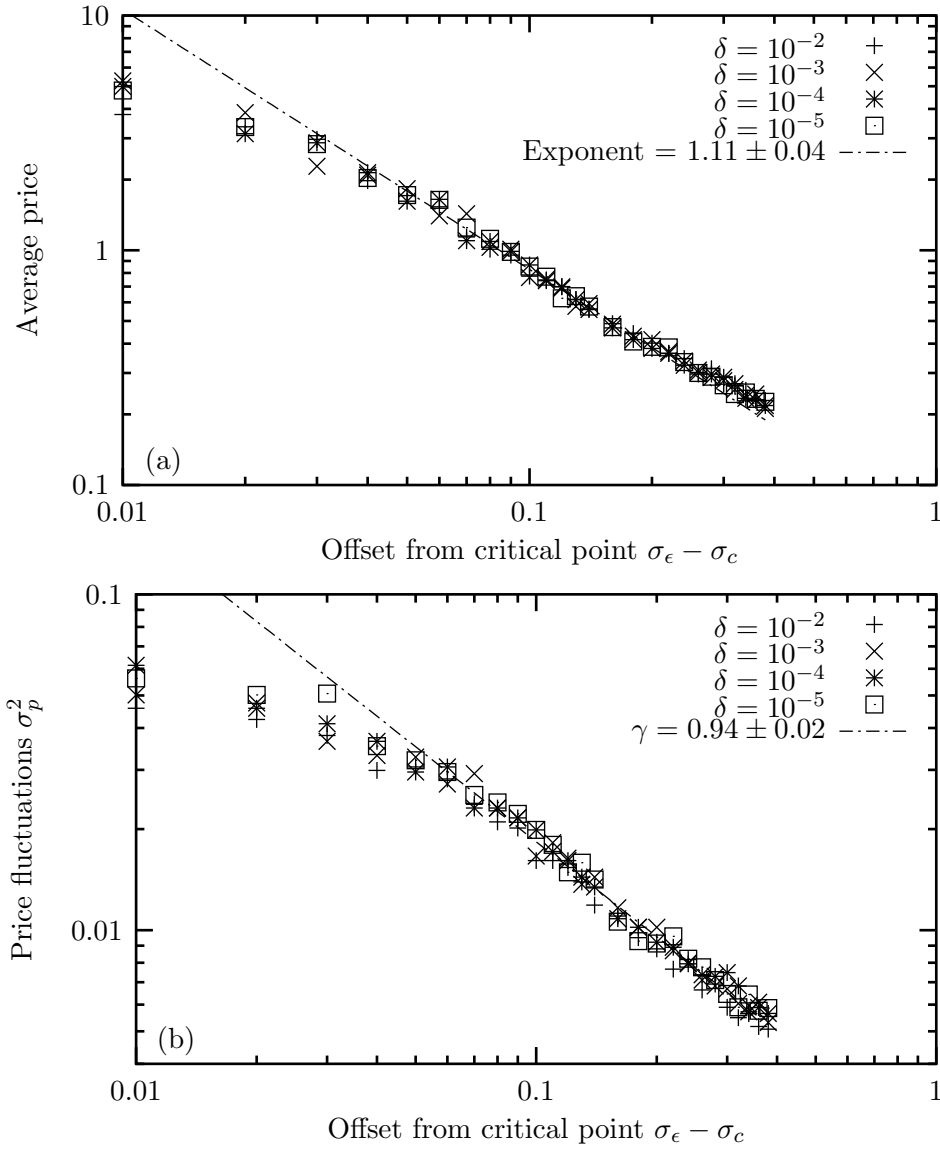 10
1
0.1
Average price
δ = 10⁻²
δ = 10⁻³
δ = 10⁻⁴
δ = 10⁻⁵
Exponent = 1.11 ± 0.04
(a)
0.01 0.1 1
Offset from critical point σ_ϵ − σ_c
0.1
0.01
Price fluctuations σ_p²
δ = 10⁻²
δ = 10⁻³
δ = 10⁻⁴
δ = 10⁻⁵
γ = 0.94 ± 0.02
(b)
0.01 0.1 1
Offset from critical point σ_ϵ − σ_c